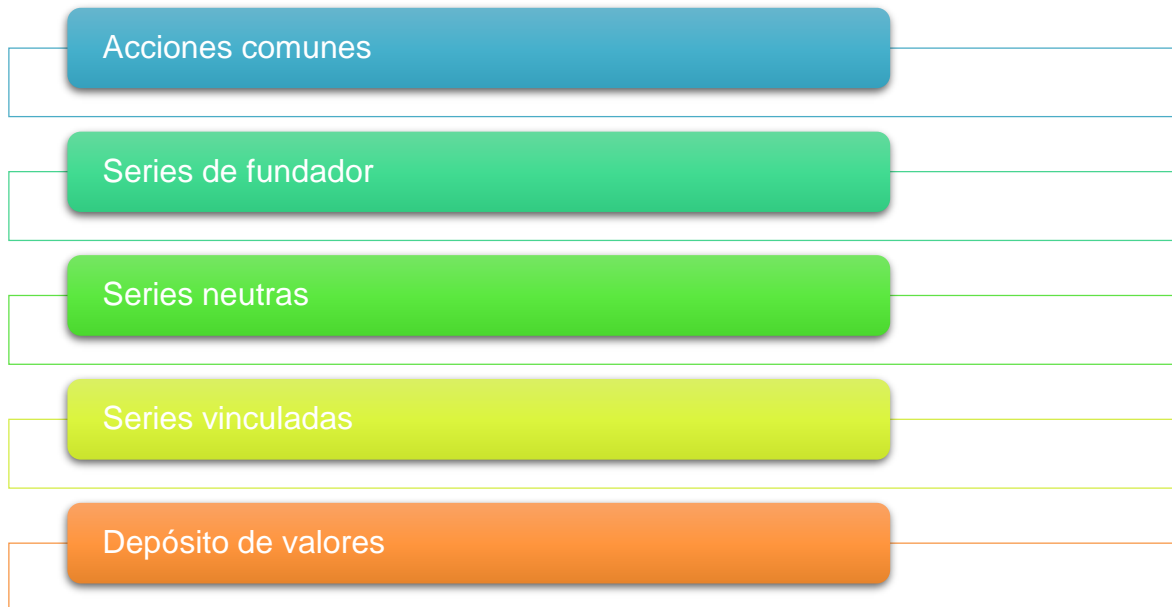 Acciones comunes
Series de fundador
Series neutras
Series vinculadas
Depósito de valores